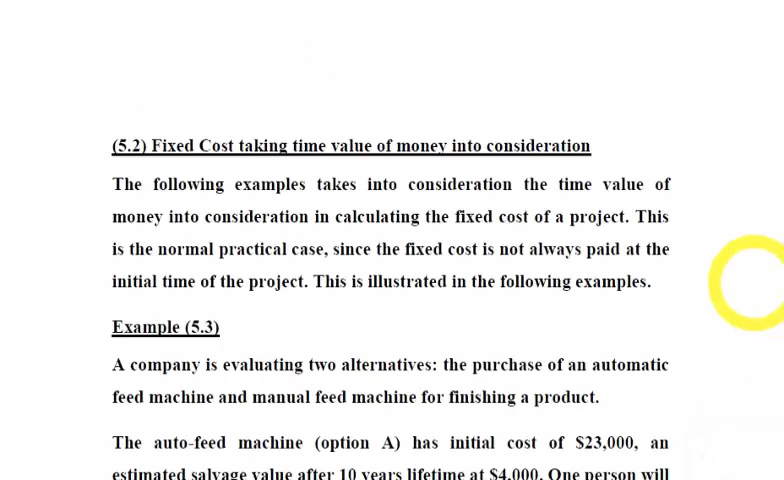 (5.2) Fixed Cost taking time value of money into consideration
The following examples takes into consideration the time value of
money into consideration in calculating the fixed cost of a project. This
is the normal practical case, since the fixed cost is not always paid at the
initial time of the project. This is illustrated in the following examples.
Example (5.3)
A company is evaluating two alternatives: the purchase of an automatic
feed machine and manual feed machine for finishing a product.
The auto-feed machine (option A) has initial cost of $23,000, an
estimated salvage value after 10 years lifetime at $4,000. One person will